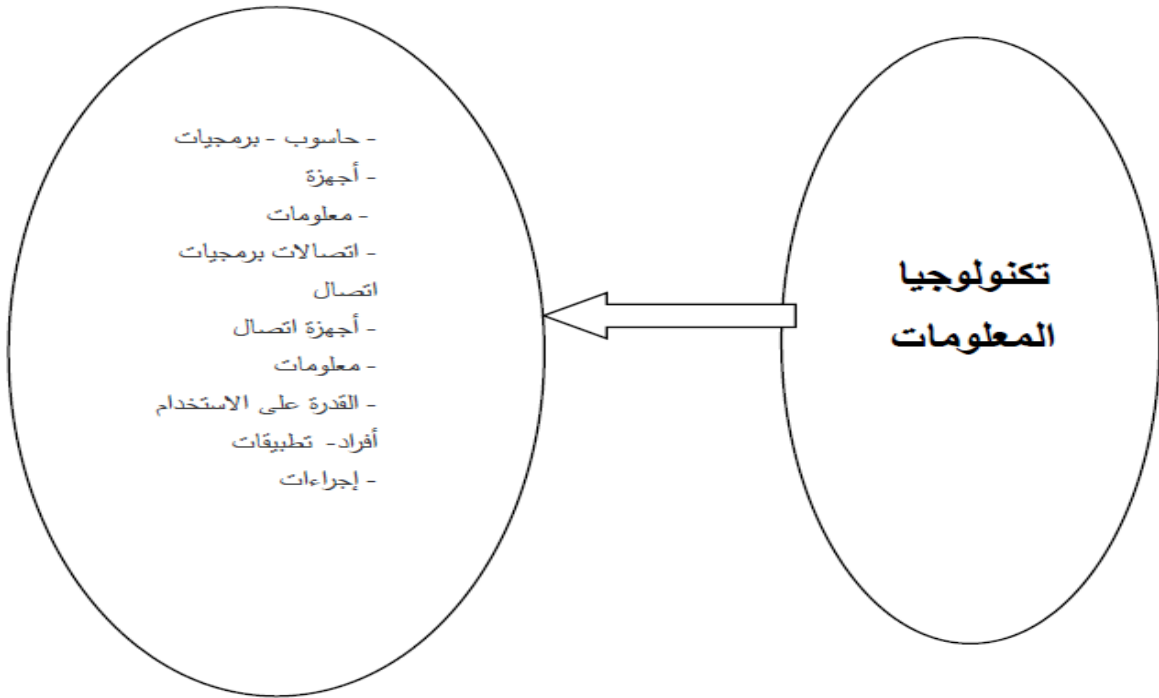 تكنولوجيا
المعلومات
- حاسوب - برمجيات
- أجهزة
- معلومات
- اتصالات برمجيات
اتصال
- أجهزة اتصال
- معلومات
- القدرة على الاستخدام
أفراد- تطبيقات
- إجراءات